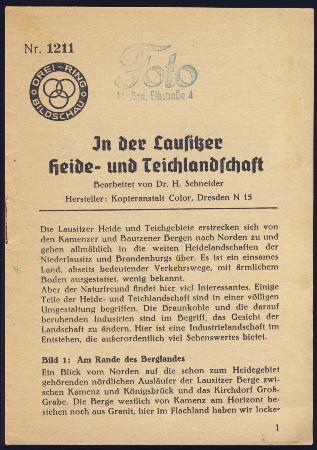 Nr. 1211
DREI-RING
BILDSCHAU
Foto
Elbstraße 4
In der Lausitzer
Heide- und Teichlandschaft
Bearbeitet von Dr. H. Schneider
Hersteller: Kopieranstalt Color, Dresden N 15
Die Lausitzer Heide und Teichgebiete erstrecken sich von
den Kamenzer und Bautzener Bergen nach Norden zu und
gehen allmählich in die weiten Heidelandschaften der
Niederlausitz und Brandenburgs über. Es ist ein einsames
Land, abseits bedeutender Verkehrswege, mit ärmlichem
Boden ausgestattet, wenig bekannt.
Aber der Naturfreund findet hier viel Interessantes. Einige
Teile der Heide- und Teichlandschaft sind in einer völligen
Umgestaltung begriffen. Die Braunkohle und die darauf
beruhenden Industrien sind im Begriff, das Gesicht der
Landschaft zu ändern. Hier ist eine Industrielandschaft im
Entstehen, die außerordentlich viel Sehenswertes bietet.
Bild 1: Am Rande des Berglandes
Ein Blick vom Norden auf die schon zum Heidegebiet
gehörenden nördlichen Ausläufer der Lausitzer Berge zwi-
schen Kamenz und Königsbrück und das Kirchdorf Groß-
Grabe. Die Berge westlich von Kamenz am Horizont be-
stehen noch aus Granit, hier im Flachland haben wir locke-
1